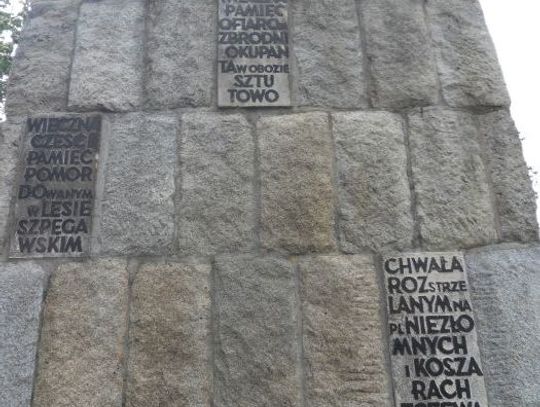 PAMIĘĆ
OFIAROM
ZBRODNI
OKUPAN
TA W OBOZIE
SZTU
TOWO
WIECZNA
CZEŚĆ I
PAMIĘĆ
POMOR
DOWANYM
W LESIE
SZPĘGA
WSKIM
CHWAŁA
ROZSTRZE
LANYM NA
PL NIEZŁO
MNYCH
I KOSZA
RACH